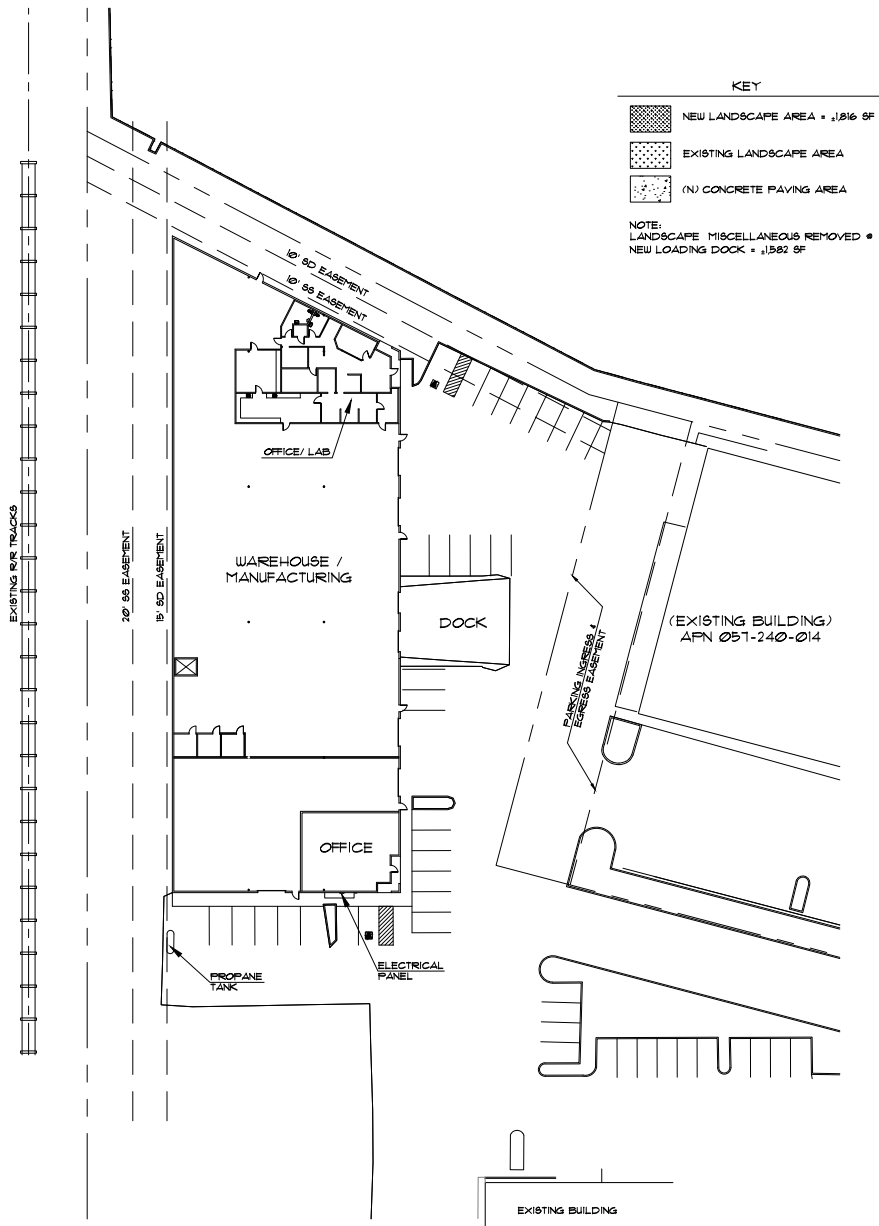 KEY
NEW LANDSCAPE AREA = ±1,816 SF
EXISTING LANDSCAPE AREA
(N) CONCRETE PAVING AREA
NOTE:
LANDSCAPE MISCELLANEOUS REMOVED @
NEW LOADING DOCK = ±1,582 SF
10' SD EASEMENT
10' SS EASEMENT
OFFICE/ LAB
EXISTING R/R TRACKS
20' SS EASEMENT
15' SD EASEMENT
WAREHOUSE /
MANUFACTURING
DOCK
PARKING INGRESS &
EGRESS EASEMENT
(EXISTING BUILDING)
APN 057-240-014
OFFICE
PROPANE
TANK
ELECTRICAL
PANEL
EXISTING BUILDING